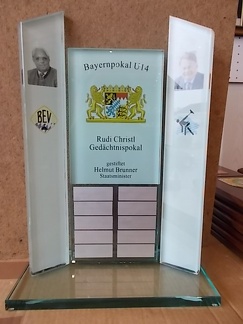 Bayernpokal U14
BEV
Rudi Christl
Gedächtnispokal
gestiftet
Helmut Brunner
Staatsminister